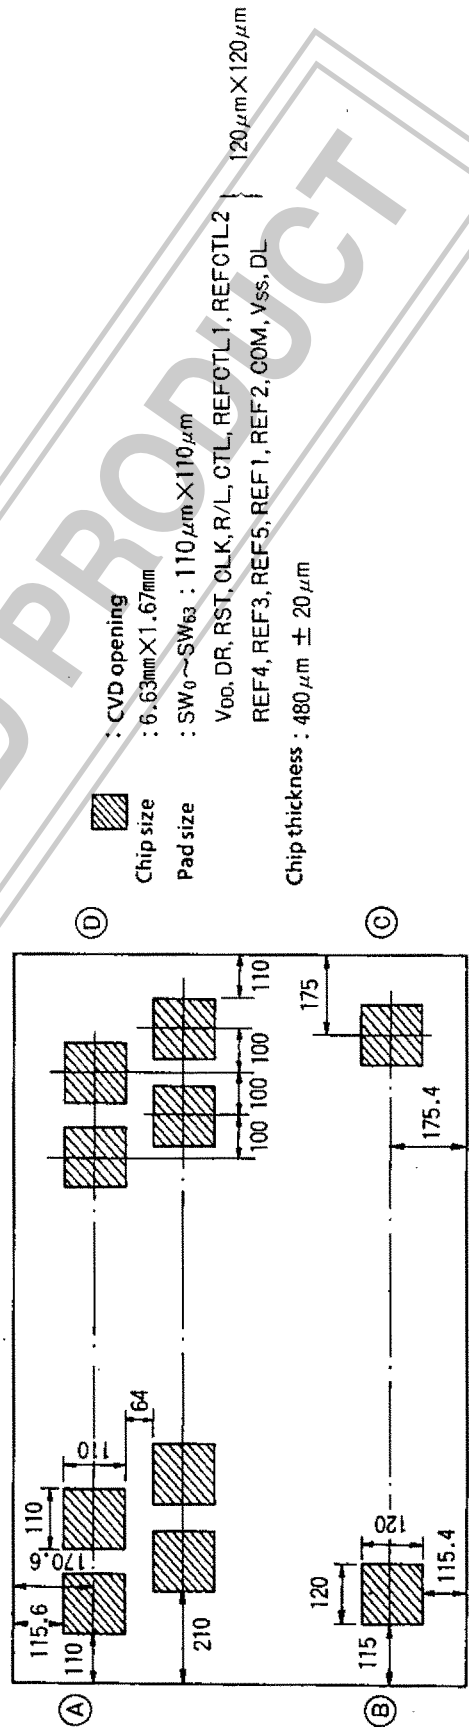 : CVD opening
Chip size : 6.63mm×1.67mm
Pad size : SW₀~SW₆₃ : 110μm×110μm
VDD, DR, RST, CLK, R/L, CTL, REFCTL1, REFCTL2
REF4, REF3, REF5, REF1, REF2, COM, VSS, DL
} 120μm×120μm
Chip thickness : 480μm ± 20μm
A
D
115.6
170.6
110
110
110
64
210
100
100
100
110
B
C
115
120
120
115.4
175
175.4
D PRODUCT